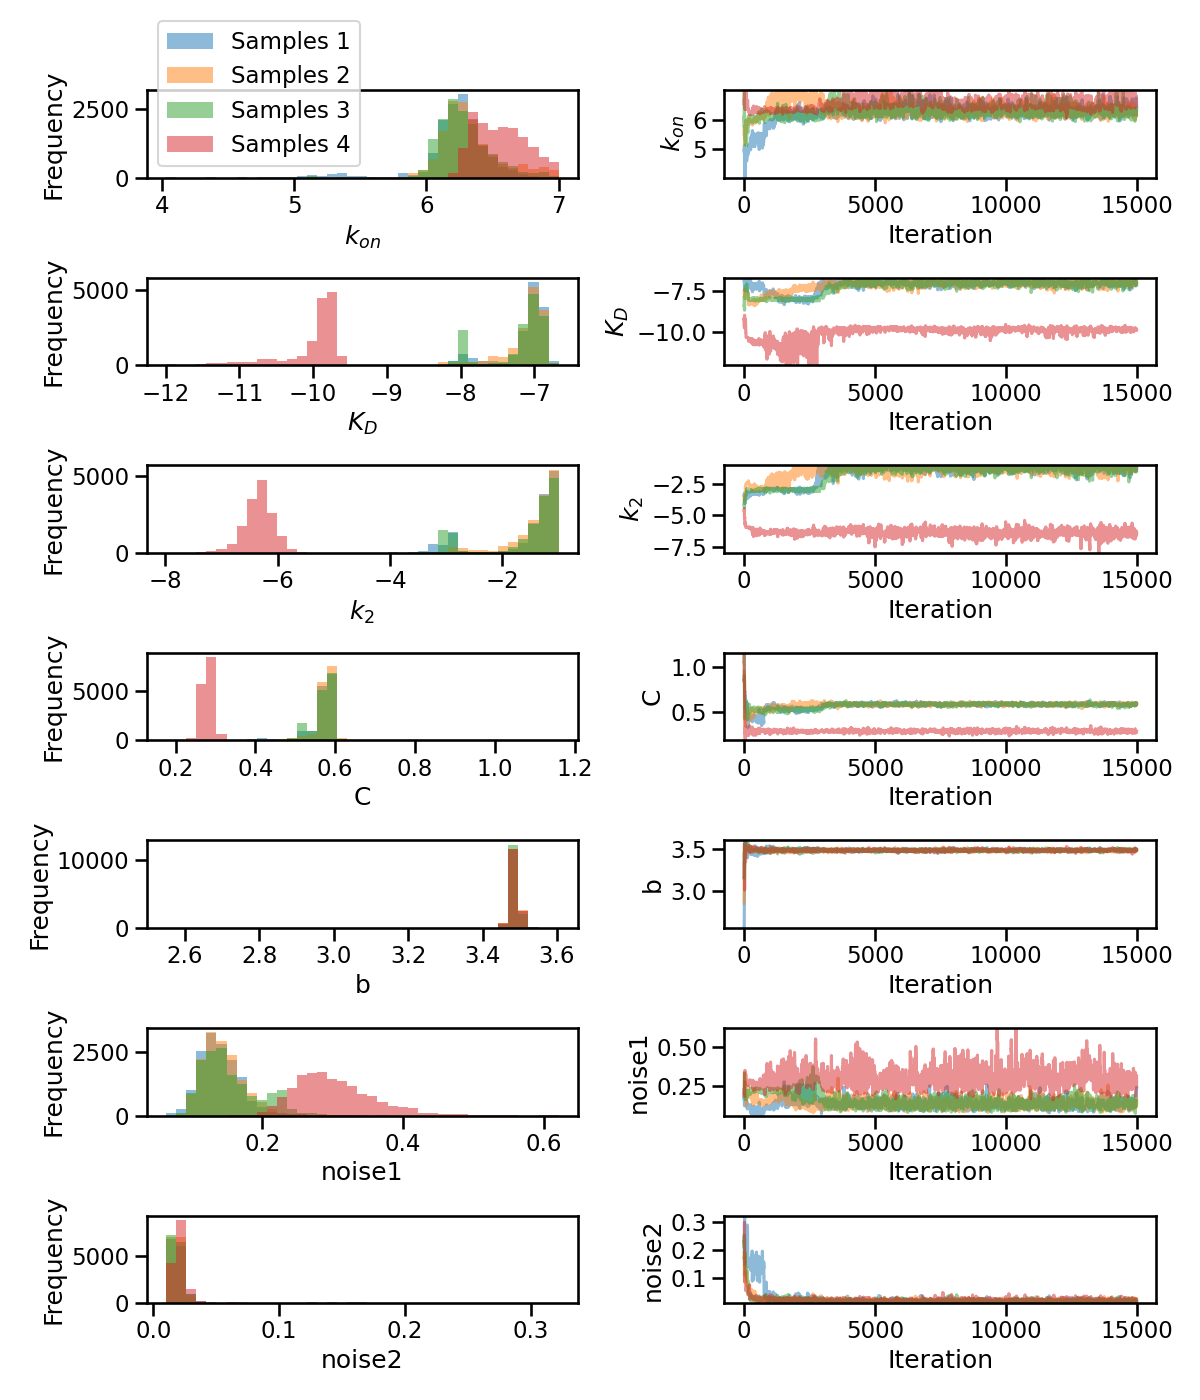 Samples 1
Samples 2
Samples 3
Samples 4
Frequency
2500
0
4 5 6 7
k_on
k_on
6
5
0 5000 10000 15000
Iteration
Frequency
5000
0
−12 −11 −10 −9 −8 −7
K_D
K_D
−7.5
−10.0
0 5000 10000 15000
Iteration
Frequency
5000
0
−8 −6 −4 −2
k_2
k_2
−2.5
−5.0
−7.5
0 5000 10000 15000
Iteration
Frequency
5000
0
0.2 0.4 0.6 0.8 1.0 1.2
C
C
1.0
0.5
0 5000 10000 15000
Iteration
Frequency
10000
0
2.6 2.8 3.0 3.2 3.4 3.6
b
b
3.5
3.0
0 5000 10000 15000
Iteration
Frequency
2500
0
0.2 0.4 0.6
noise1
noise1
0.50
0.25
0 5000 10000 15000
Iteration
Frequency
5000
0
0.0 0.1 0.2 0.3
noise2
noise2
0.3
0.2
0.1
0 5000 10000 15000
Iteration